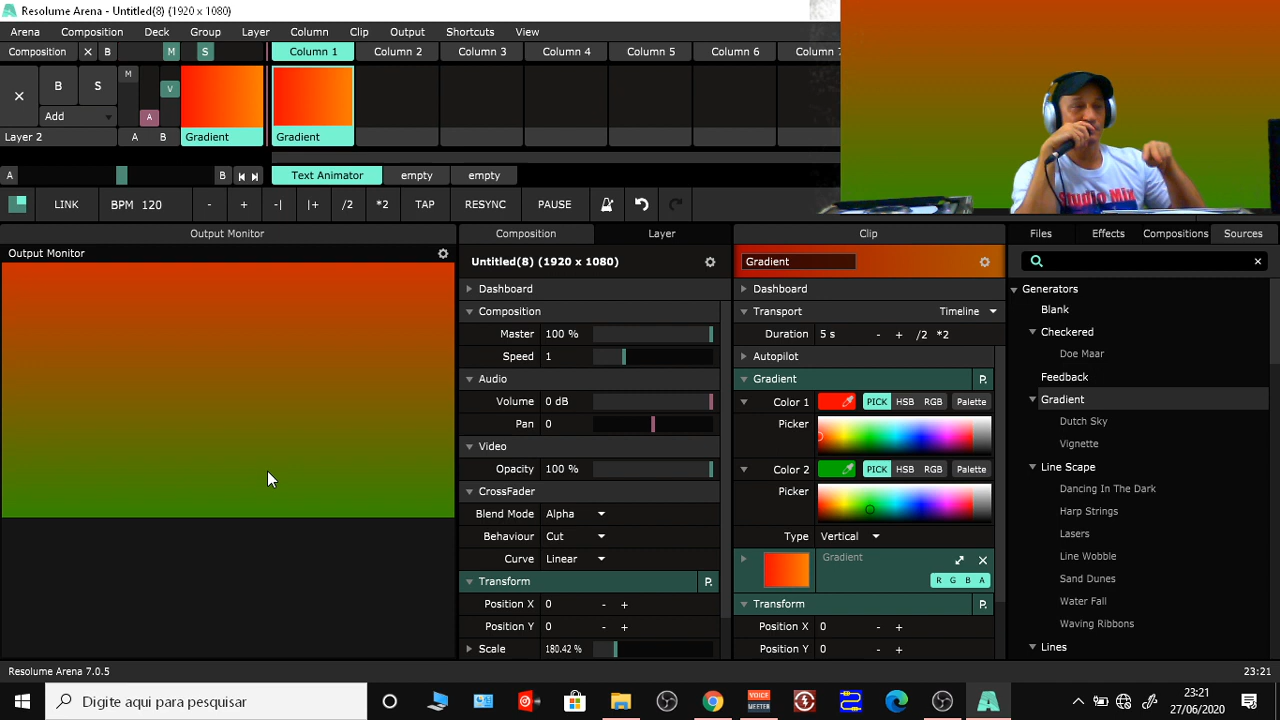 Resolume Arena - Untitled(8) (1920 x 1080)
Arena Composition Deck Group Layer Column Clip Output Shortcuts View
Composition × B M S Column 1 Column 2 Column 3 Column 4 Column 5 Column 6 Column 7
× B S M V
Add A
Layer 2 A B Gradient Gradient
A B Text Animator empty empty
LINK BPM 120 - + -| |+ /2 *2 TAP RESYNC PAUSE
Output Monitor
Output Monitor
Composition Layer
Untitled(8) (1920 x 1080)
Dashboard
Composition
Master 100 %
Speed 1
Audio
Volume 0 dB
Pan 0
Video
Opacity 100 %
CrossFader
Blend Mode Alpha
Behaviour Cut
Curve Linear
Transform P.
Position X 0 - +
Position Y 0 - +
Scale 180.42 %
Clip
Gradient
Dashboard
Transport Timeline
Duration 5 s - + /2 *2
Autopilot
Gradient P.
Color 1 PICK HSB RGB Palette
Picker
Color 2 PICK HSB RGB Palette
Picker
Type Vertical
Gradient
R G B A
Transform P.
Position X 0 - +
Position Y 0 - +
Files Effects Compositions Sources
Generators
Blank
Checkered
Doe Maar
Feedback
Gradient
Dutch Sky
Vignette
Line Scape
Dancing In The Dark
Harp Strings
Lasers
Line Wobble
Sand Dunes
Water Fall
Waving Ribbons
Lines
Studio Mix
Resolume Arena 7.0.5 23:21
Digite aqui para pesquisar
VOICE MEETER
23:21
27/06/2020